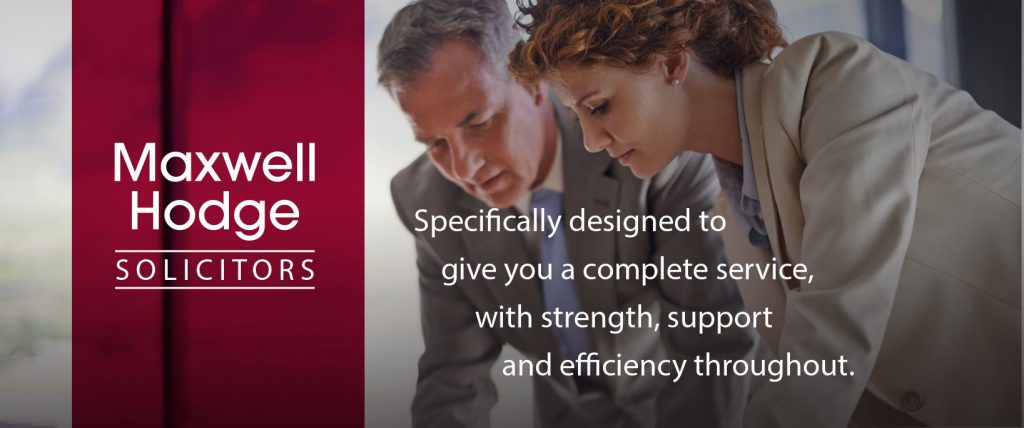 Maxwell
Hodge
SOLICITORS
Specifically designed to
give you a complete service,
with strength, support
and efficiency throughout.